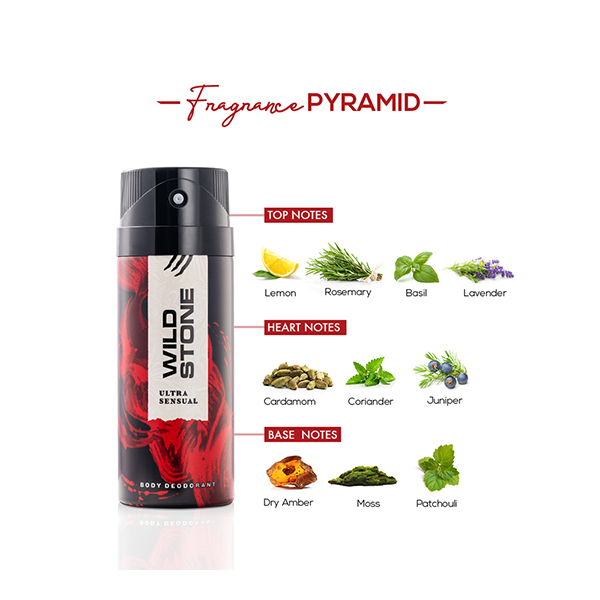 Fragrance PYRAMID
TOP NOTES
Lemon Rosemary Basil Lavender
HEART NOTES
Cardamom Coriander Juniper
BASE NOTES
Dry Amber Moss Patchouli
WILD
STONE
ULTRA
SENSUAL
BODY DEODORANT